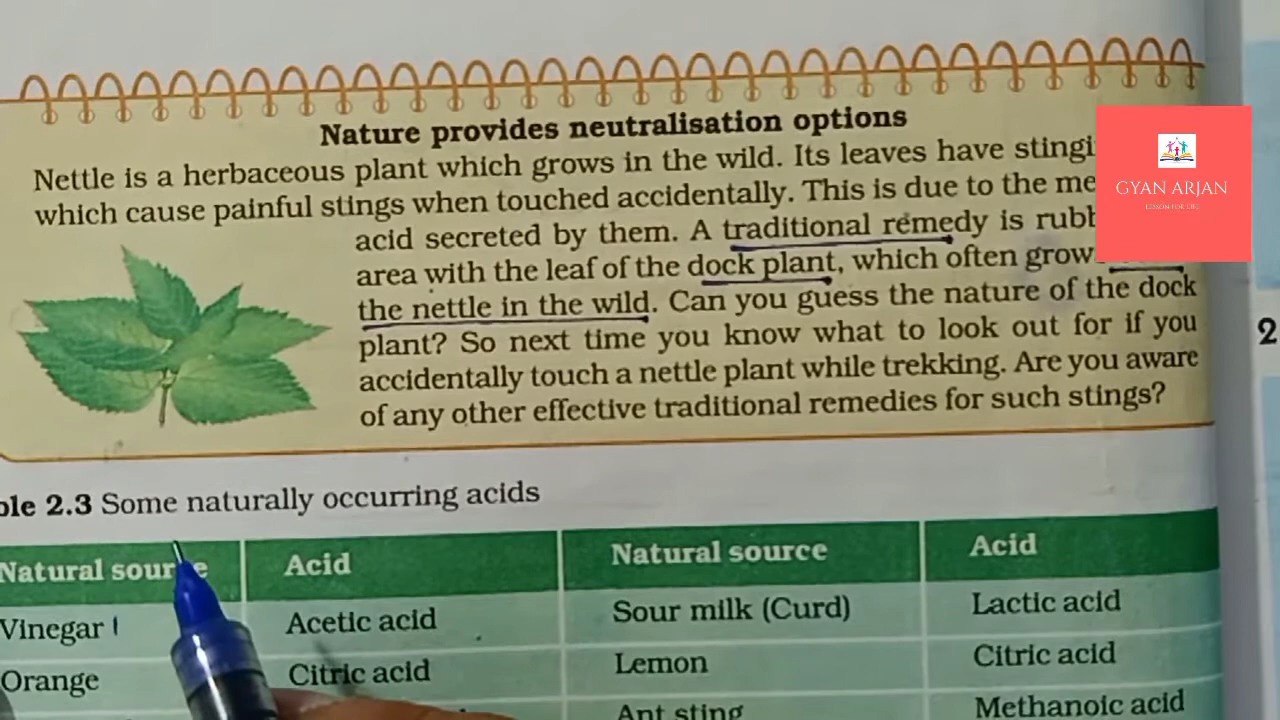 Nature provides neutralisation options
Nettle is a herbaceous plant which grows in the wild. Its leaves have stingi
which cause painful stings when touched accidentally. This is due to the me
acid secreted by them. A traditional remedy is rubb
area with the leaf of the dock plant, which often grow
the nettle in the wild. Can you guess the nature of the dock
plant? So next time you know what to look out for if you
accidentally touch a nettle plant while trekking. Are you aware
of any other effective traditional remedies for such stings?
GYAN ARJAN
2
ble 2.3 Some naturally occurring acids
Natural source Acid Natural source Acid
Vinegar Acetic acid Sour milk (Curd) Lactic acid
Orange Citric acid Lemon Citric acid
Ant sting Methanoic acid